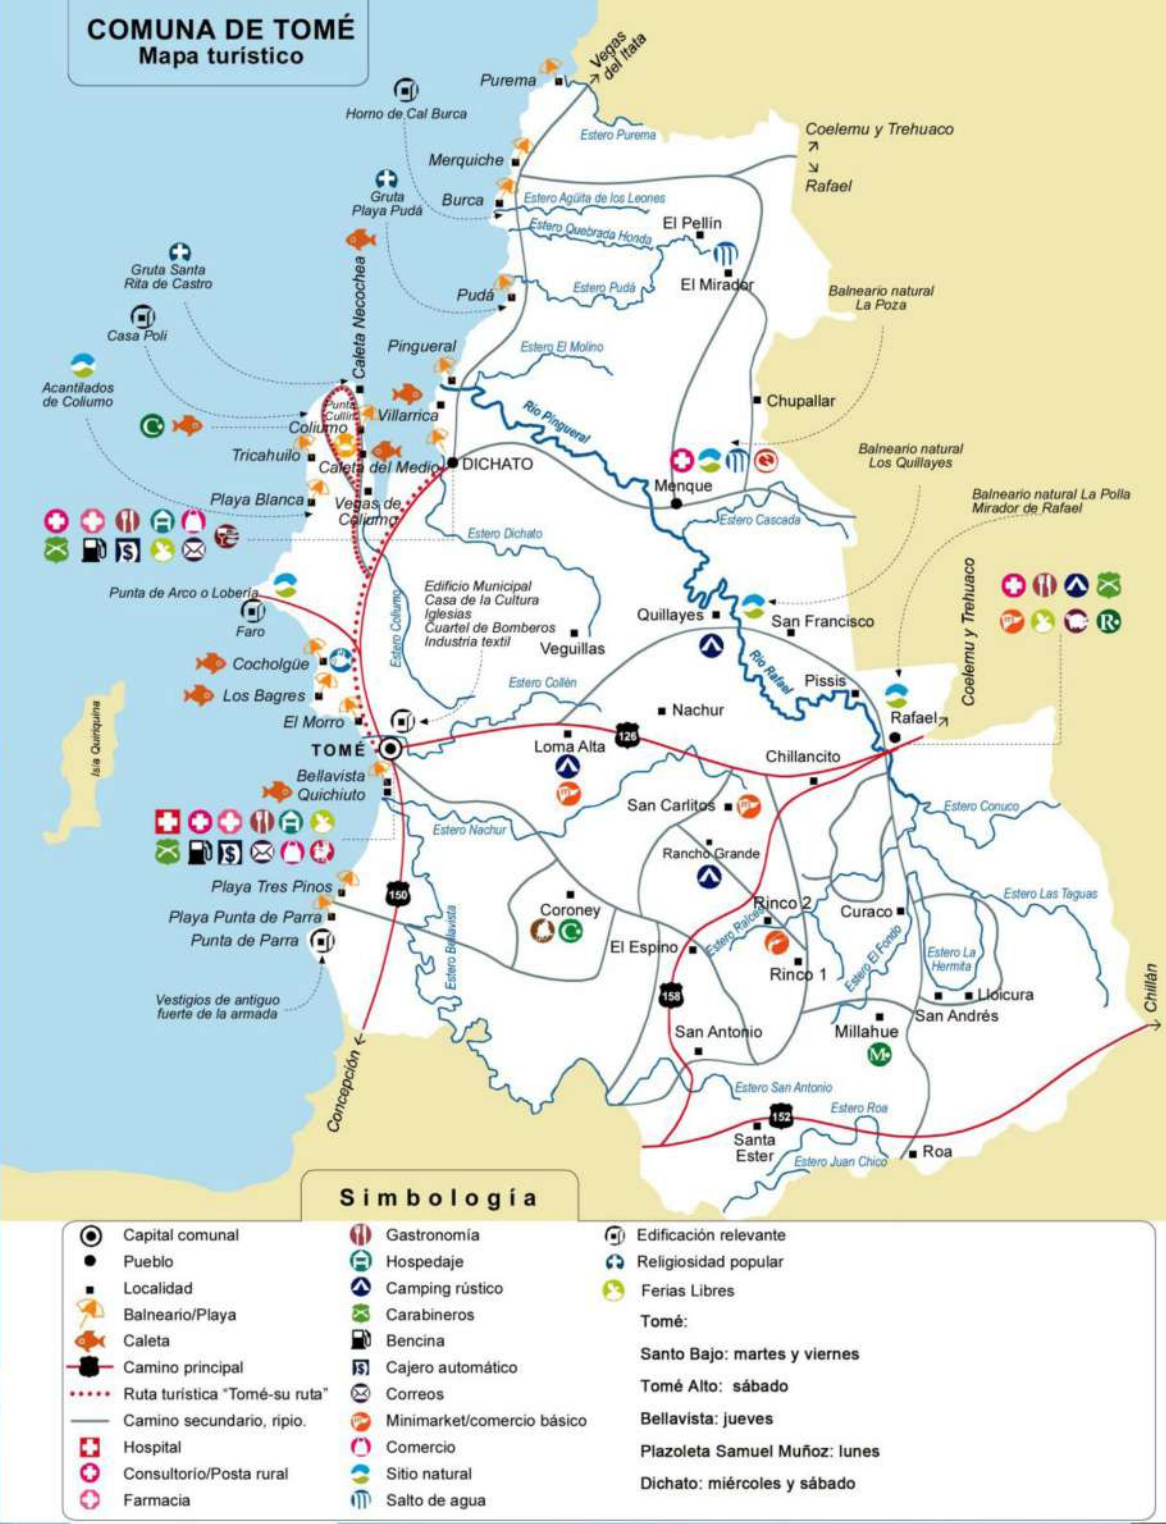 COMUNA DE TOMÉ
Mapa turístico
Vegas
del Itata
Purema
Horno de Cal Burca
Estero Purema
Coelemu y Trehuaco
Rafael
Merquiche
Gruta
Playa Pudá
Burca
Estero Agüita de los Leones
El Pellín
Estero Quebrada Honda
Gruta Santa
Rita de Castro
Caleta Necochea
El Mirador
Pudá
Estero Pudá
Balneario natural
La Poza
Casa Poli
Pingueral
Estero El Molino
Acantilados
de Coliumo
Punta
Cullin
Villarrica
Río Pingueral
Chupallar
Coliumo
Tricahuilo
Caleta del Medio
DICHATO
Balneario natural
Los Quillayes
Menque
Playa Blanca
Vegas de
Coliumo
Balneario natural La Polla
Mirador de Rafael
Estero Cascada
Estero Dichato
Punta de Arco o Lobería
Faro
Edificio Municipal
Casa de la Cultura
Iglesias
Cuartel de Bomberos
Industria textil
Estero Coliumo
Quillayes
San Francisco
Coelemu y Trehuaco
Veguillas
Cocholgüe
Río Rafael
Los Bagres
Estero Collén
Pissis
El Morro
Nachur
Rafael
Isla Quiriquina
TOMÉ
Loma Alta
126
Chillancito
Bellavista
Quichiuto
San Carlitos
Estero Conuco
Estero Nachur
Rancho Grande
Playa Tres Pinos
150
Estero Las Taguas
Playa Punta de Parra
Coroney
Rinco 2
Curaco
Punta de Parra
Estero Bellavista
El Espino
Estero Raíces
Estero El Fondo
Estero La
Hermita
Rinco 1
Vestigios de antiguo
fuerte de la armada
158
Lloicura
San Andrés
Chillán
San Antonio
Millahue
Concepción
Estero San Antonio
152
Estero Roa
Santa
Ester
Estero Juan Chico
Roa
Simbología
Capital comunal
Pueblo
Localidad
Balneario/Playa
Caleta
Camino principal
Ruta turística "Tomé-su ruta"
Camino secundario, ripio.
Hospital
Consultorío/Posta rural
Farmacia
Gastronomía
Hospedaje
Camping rústico
Carabineros
Bencina
Cajero automático
Correos
Minimarket/comercio básico
Comercio
Sitio natural
Salto de agua
Edificación relevante
Religiosidad popular
Ferias Libres
Tomé:
Santo Bajo: martes y viernes
Tomé Alto: sábado
Bellavista: jueves
Plazoleta Samuel Muñoz: lunes
Dichato: miércoles y sábado